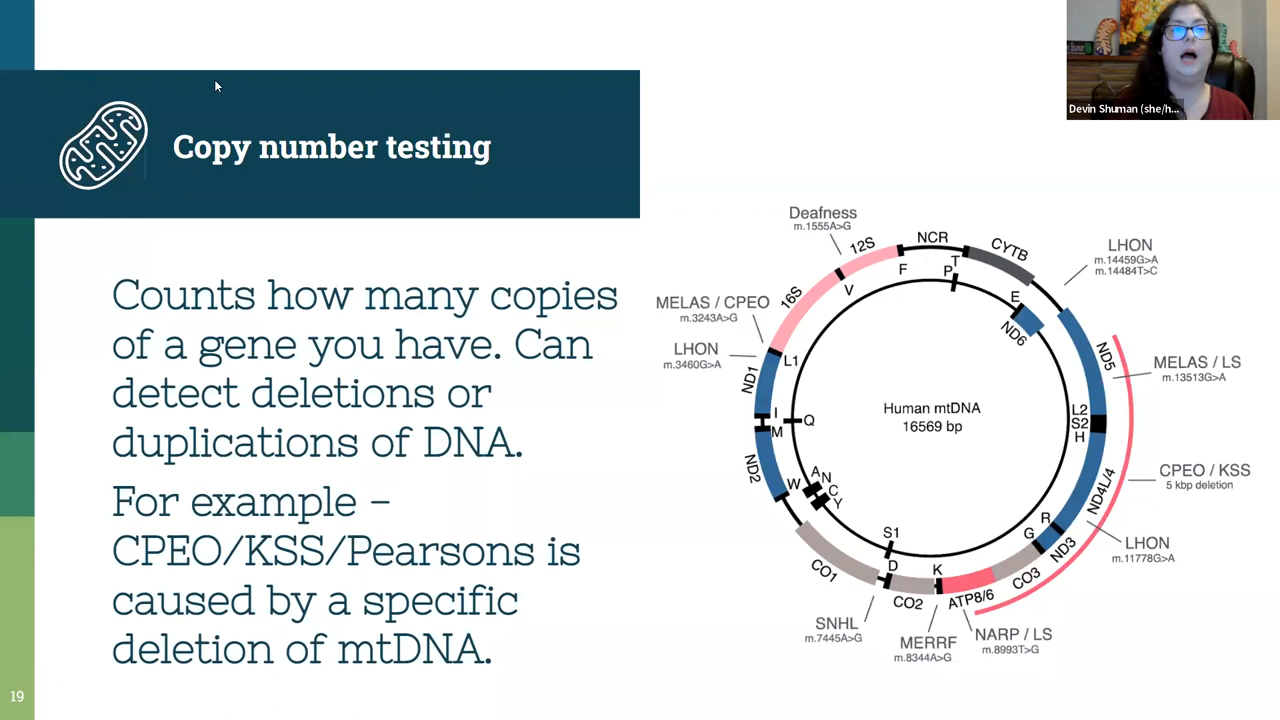 Devin Shuman (she/h...
Copy number testing
Counts how many copies
of a gene you have. Can
detect deletions or
duplications of DNA.
For example –
CPEO/KSS/Pearsons is
caused by a specific
deletion of mtDNA.
19
Deafness
m.1555A>G
12S
NCR
CYTB
LHON
m.14459G>A
m.14484T>C
F
P
T
V
16S
E
ND6
MELAS / CPEO
m.3243A>G
LHON
m.3460G>A
L1
ND1
ND5
MELAS / LS
m.13513G>A
Human mtDNA
16569 bp
I
M
Q
L2
S2
H
ND2
W
A
N
C
Y
CPEO / KSS
5 kbp deletion
ND4L/4
R
G
ND3
LHON
m.11778G>A
S1
D
K
CO1
CO2
ATP8/6
CO3
SNHL
m.7445A>G
MERRF
m.8344A>G
NARP / LS
m.8993T>G